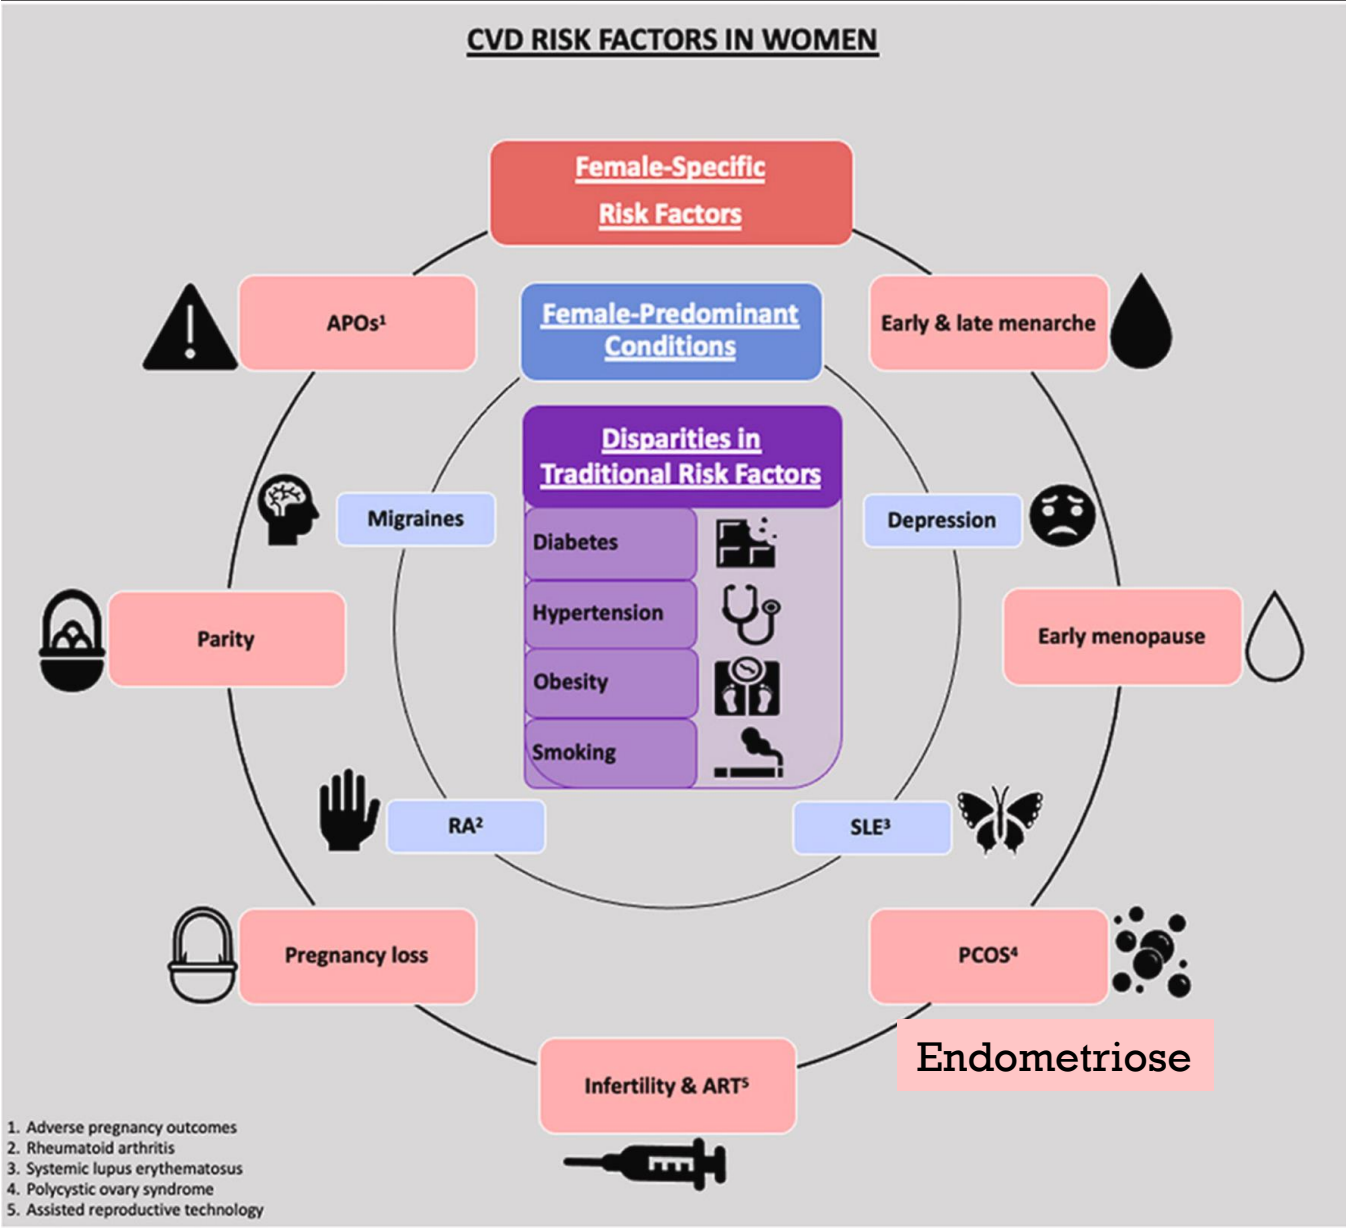 CVD RISK FACTORS IN WOMEN
Female-Specific
Risk Factors
APOs¹
Early & late menarche
Female-Predominant
Conditions
Disparities in
Traditional Risk Factors
Migraines
Depression
Diabetes
Hypertension
Obesity
Smoking
Parity
Early menopause
RA²
SLE³
Pregnancy loss
PCOS⁴
Endometriose
Infertility & ART⁵
1. Adverse pregnancy outcomes
2. Rheumatoid arthritis
3. Systemic lupus erythematosus
4. Polycystic ovary syndrome
5. Assisted reproductive technology